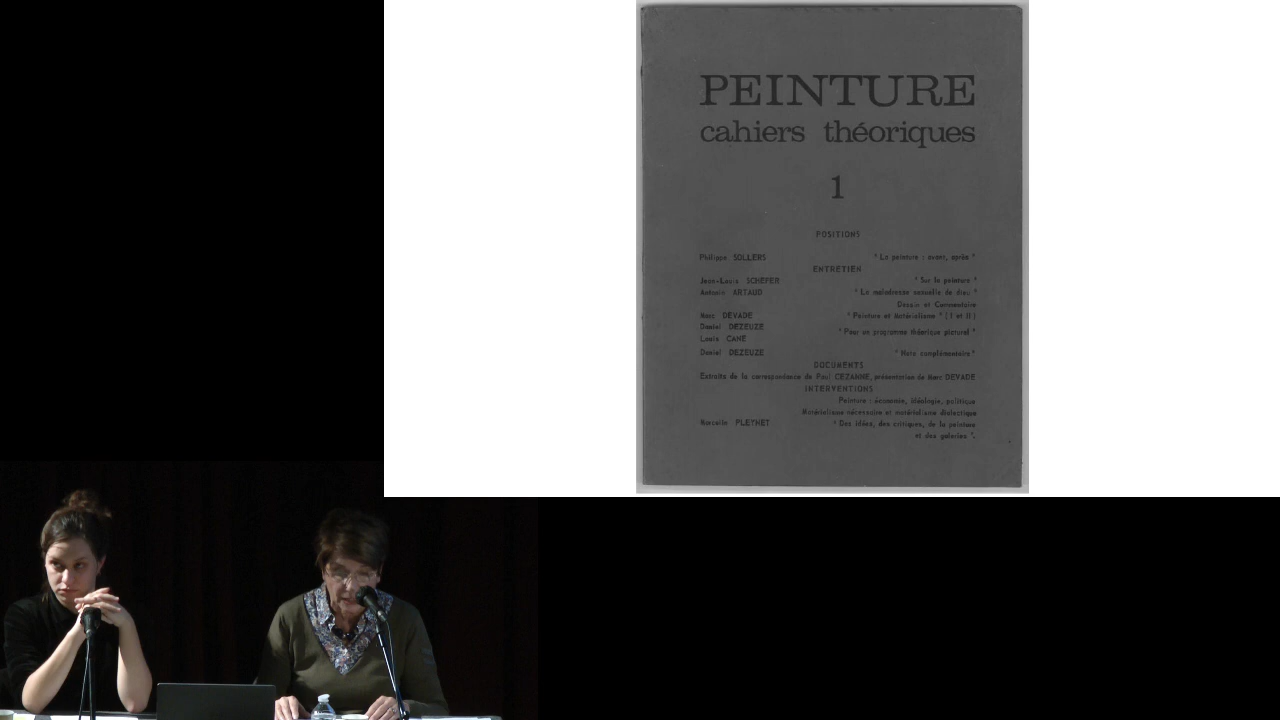 PEINTURE
cahiers théoriques
1
POSITIONS
Philippe SOLLERS " La peinture : avant, après "
ENTRETIEN
Jean-Louis SCHEFER " Sur la peinture "
Antonin ARTAUD " La maladresse sexuelle de dieu "
Dessin et Commentaire
Marc DEVADE " Peinture et Matérialisme " ( I et II )
Daniel DEZEUZE
" Pour un programme théorique pictural "
Louis CANE
Daniel DEZEUZE " Note complémentaire "
DOCUMENTS
Extraits de la correspondance de Paul CEZANNE, présentation de Marc DEVADE
INTERVENTIONS
Peinture : économie, idéologie, politique
Matérialisme nécessaire et matérialisme dialectique
Marcelin PLEYNET " Des idées, des critiques, de la peinture
et des galeries ".